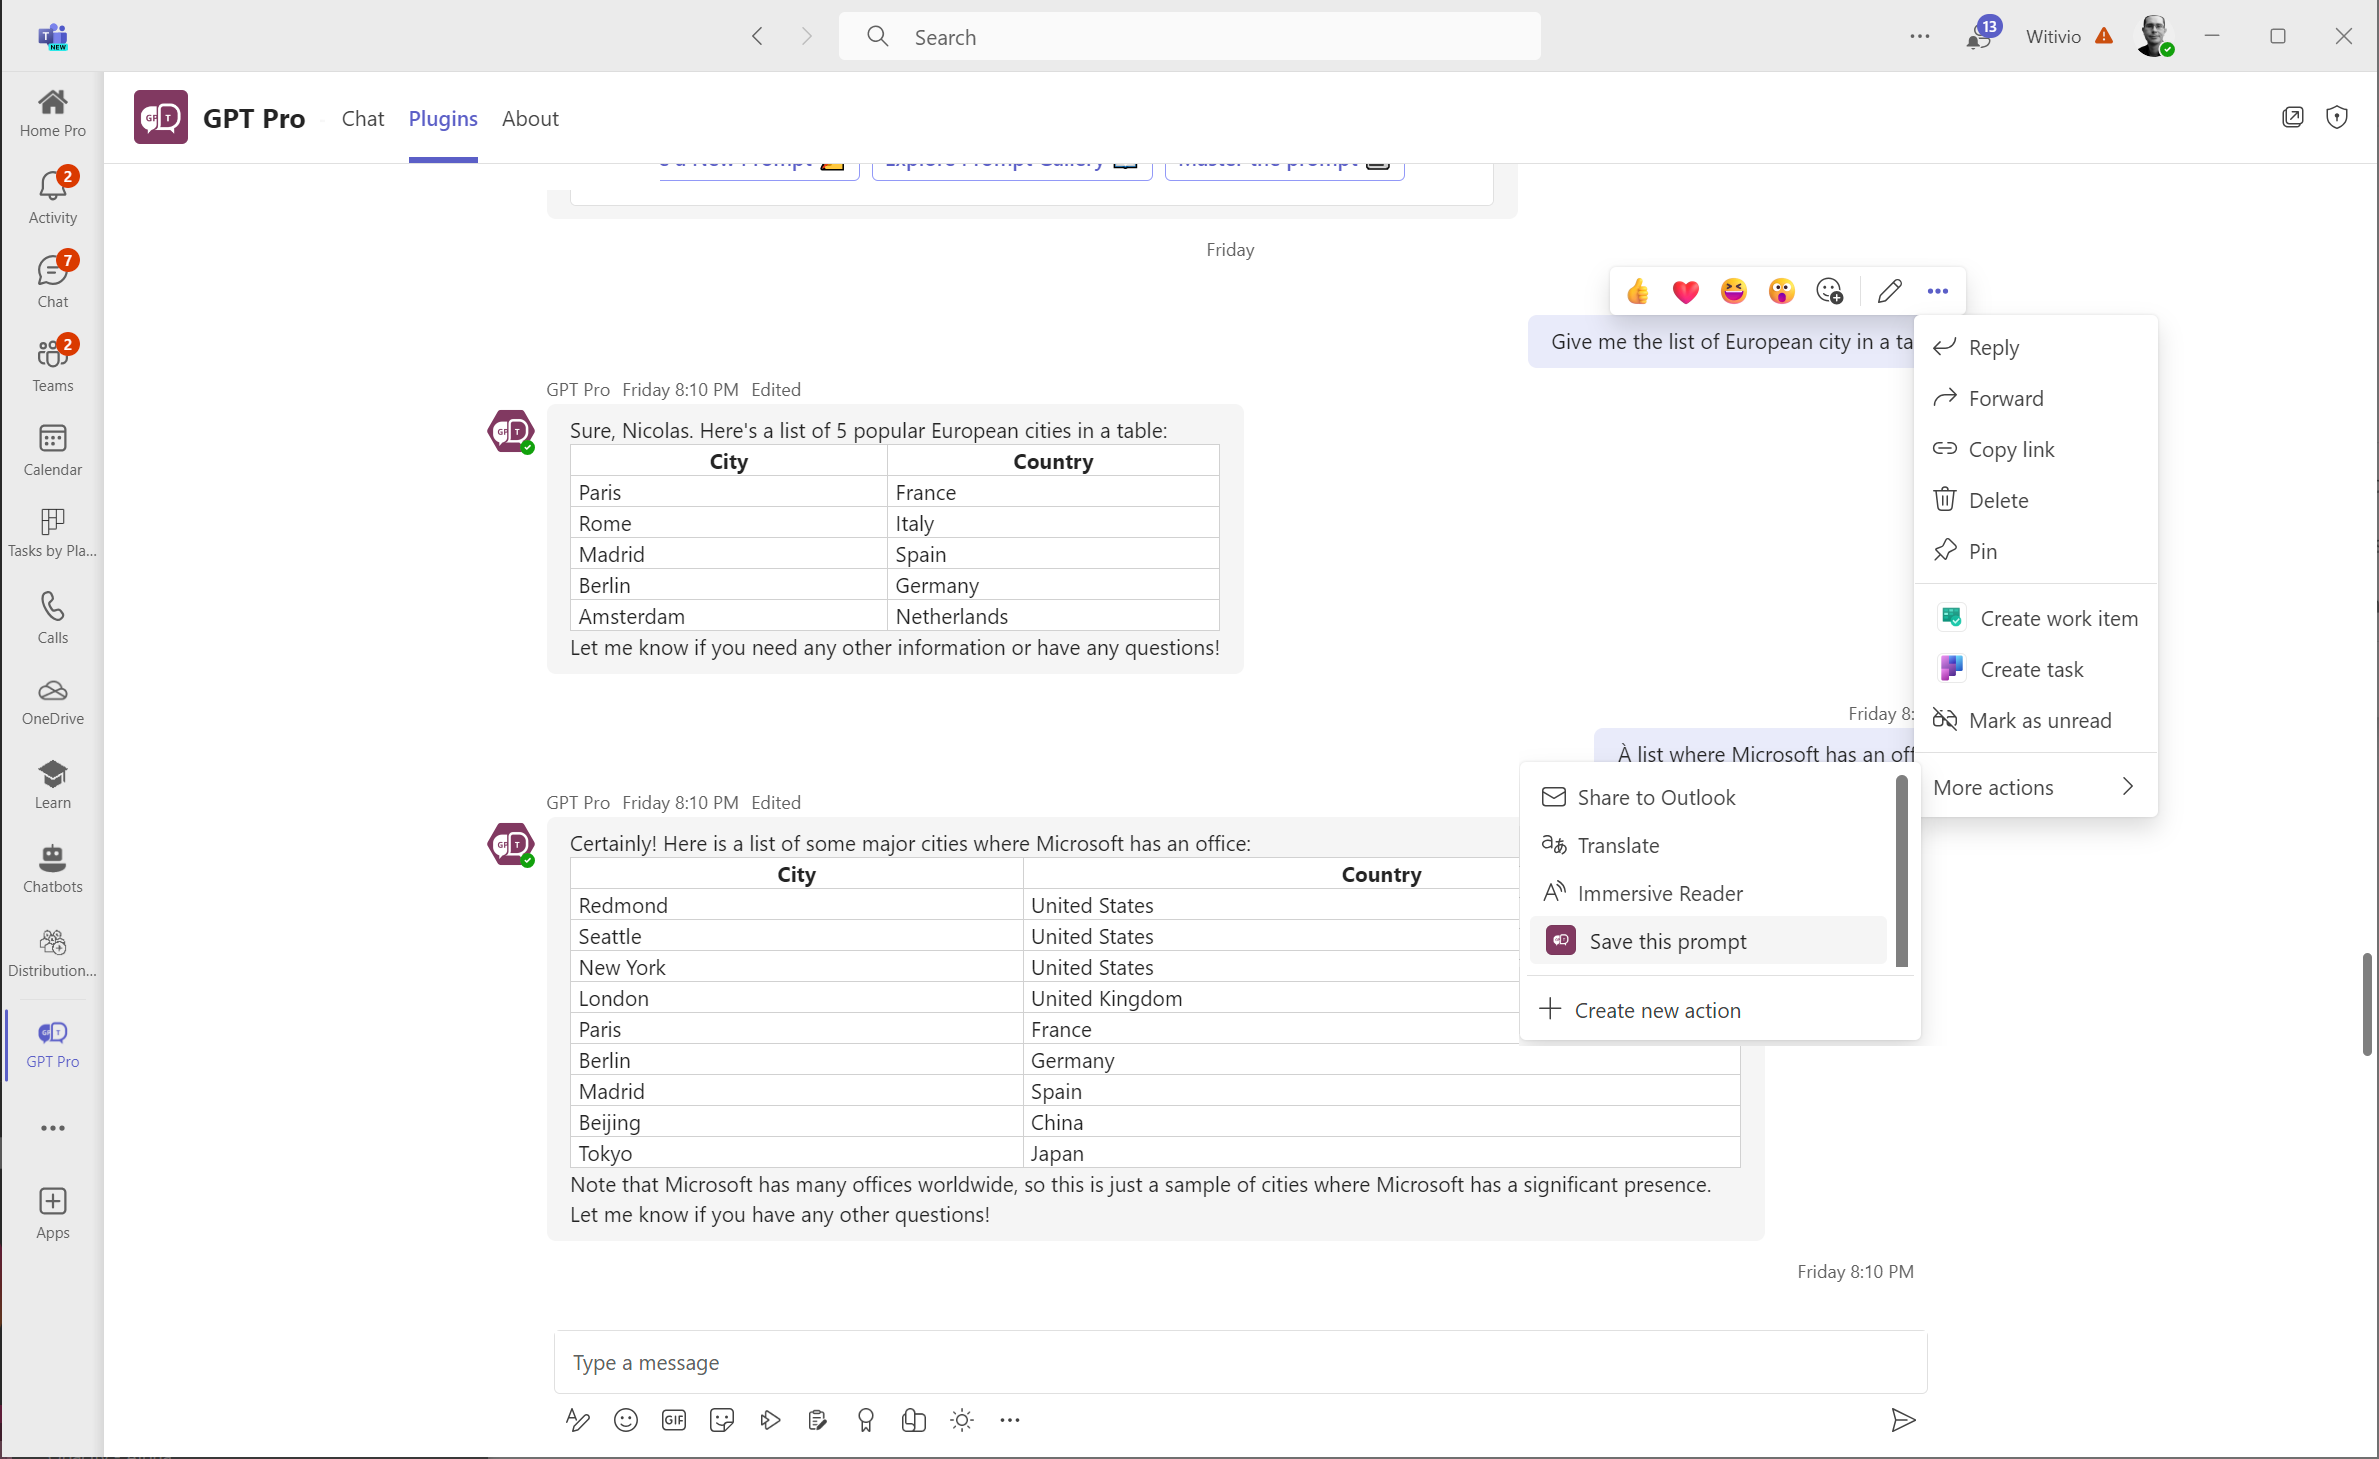 NEW
Search
13
Witivio
GPT Pro
Chat
Plugins
About
Home Pro
2
Activity
7
Chat
2
Teams
Calendar
Tasks by Pla...
Calls
OneDrive
Learn
Chatbots
Distribution...
GPT Pro
Apps
a New Prompt
Explore Prompt Gallery
Master the prompt
Friday
Give me the list of European city in a ta
GPT Pro Friday 8:10 PM Edited
Sure, Nicolas. Here's a list of 5 popular European cities in a table:
City Country
Paris France
Rome Italy
Madrid Spain
Berlin Germany
Amsterdam Netherlands
Let me know if you need any other information or have any questions!
Friday 8:
À list where Microsoft has an off
GPT Pro Friday 8:10 PM Edited
Certainly! Here is a list of some major cities where Microsoft has an office:
City Country
Redmond United States
Seattle United States
New York United States
London United Kingdom
Paris France
Berlin Germany
Madrid Spain
Beijing China
Tokyo Japan
Note that Microsoft has many offices worldwide, so this is just a sample of cities where Microsoft has a significant presence.
Let me know if you have any other questions!
Friday 8:10 PM
Reply
Forward
Copy link
Delete
Pin
Create work item
Create task
Mark as unread
More actions
Share to Outlook
Translate
Immersive Reader
Save this prompt
Create new action
Type a message
GIF